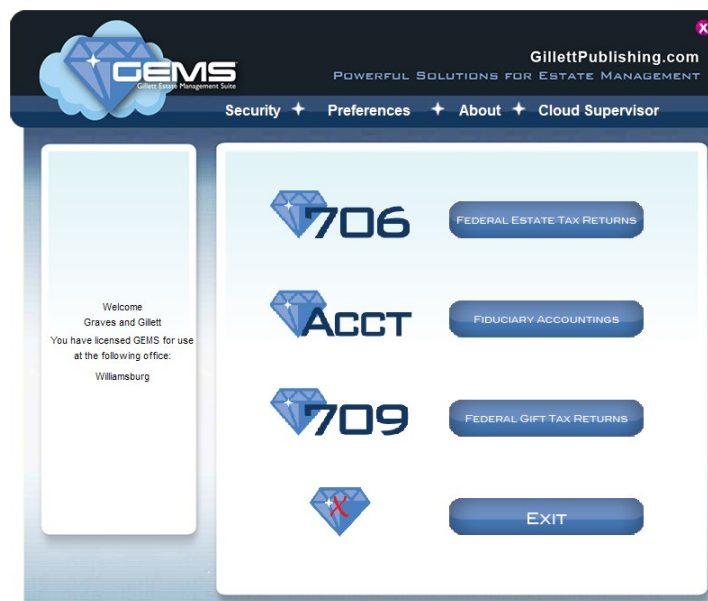 X
GEMS
Gillett Estate Management Suite
GillettPublishing.com
POWERFUL SOLUTIONS FOR ESTATE MANAGEMENT
Security Preferences About Cloud Supervisor
Welcome
Graves and Gillett
You have licensed GEMS for use
at the following office:
Williamsburg
706
FEDERAL ESTATE TAX RETURNS
ACCT
FIDUCIARY ACCOUNTINGS
709
FEDERAL GIFT TAX RETURNS
X
EXIT